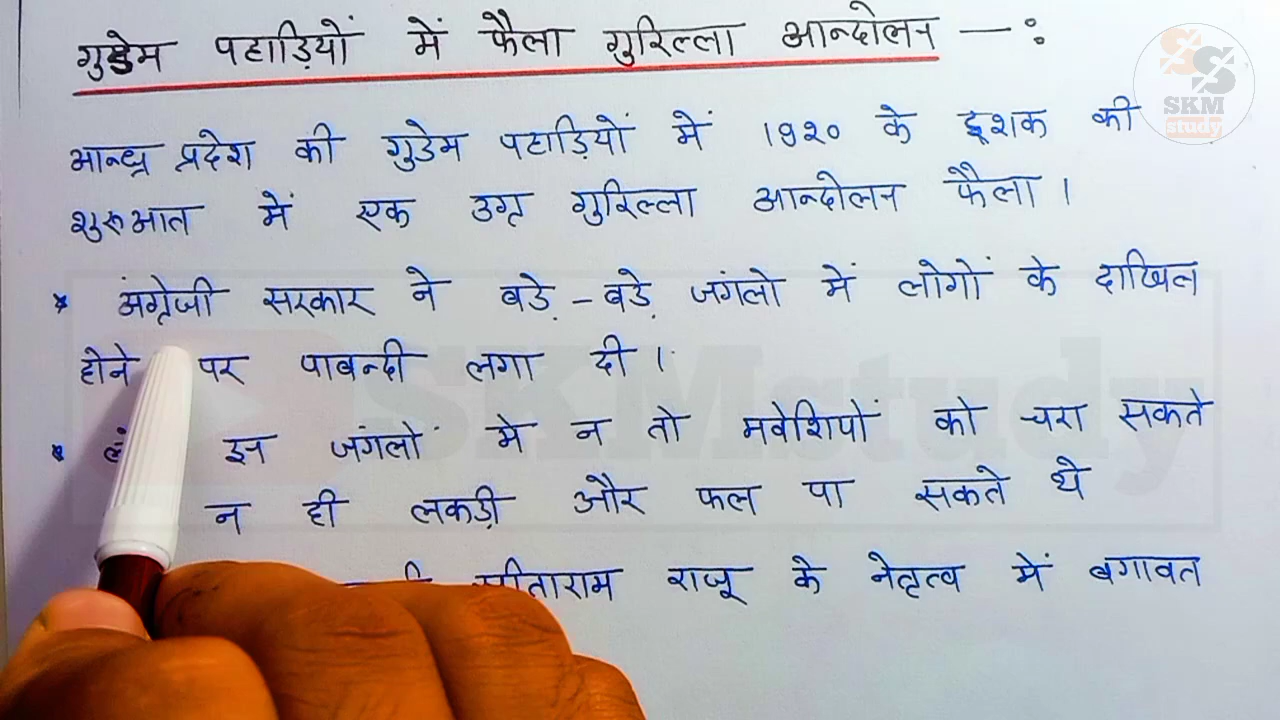 गुडेम पहाड़ियों में फैला गुरिल्ला आन्दोलन —:
आन्ध्र प्रदेश की गुडेम पहाड़ियों में 1920 के दशक की
शुरुआत में एक उग्र गुरिल्ला आन्दोलन फैला।
* अंग्रेजी सरकार ने बडे़ - बडे़ जंगलो में लोगों के दाखिल
होने पर पाबन्दी लगा दी।
* इन जंगलों मे न तो मवेशियों को चरा सकते
न ही लकड़ी और फल पा सकते थे
सीताराम राजू के नेतृत्व में बगावत
SKM
study
SKMstudy